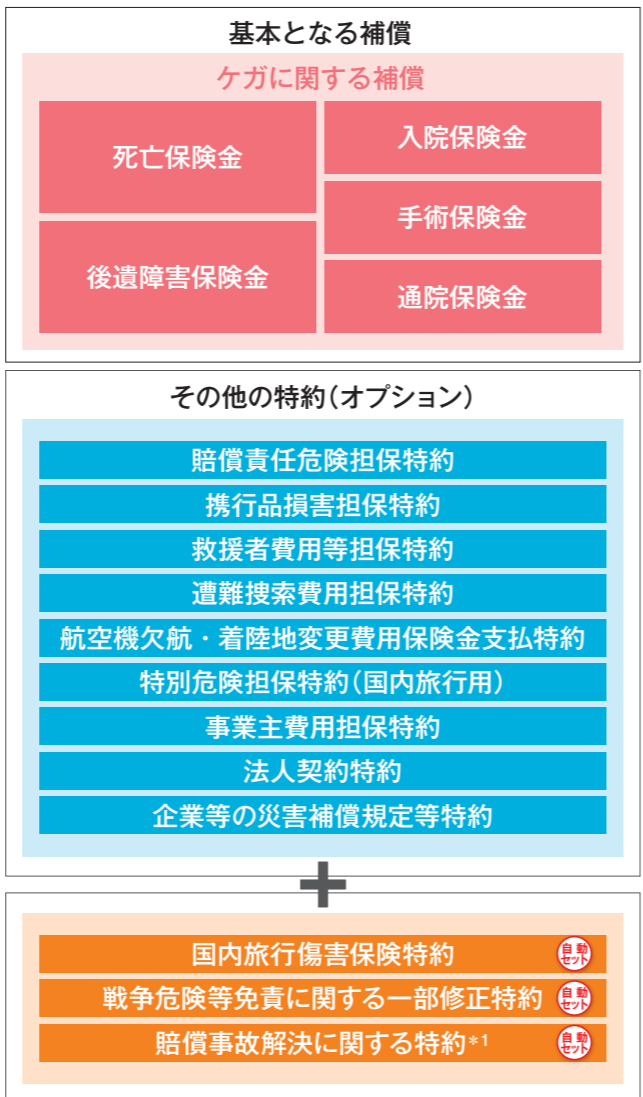 基本となる補償
ケガに関する補償
死亡保険金
後遺障害保険金
入院保険金
手術保険金
通院保険金
その他の特約(オプション)
賠償責任危険担保特約
携行品損害担保特約
救援者費用等担保特約
遭難捜索費用担保特約
航空機欠航・着陸地変更費用保険金支払特約
特別危険担保特約(国内旅行用)
事業主費用担保特約
法人契約特約
企業等の災害補償規定等特約
+
国内旅行傷害保険特約
自動
セット
戦争危険等免責に関する一部修正特約
自動
セット
賠償事故解決に関する特約*1
自動
セット